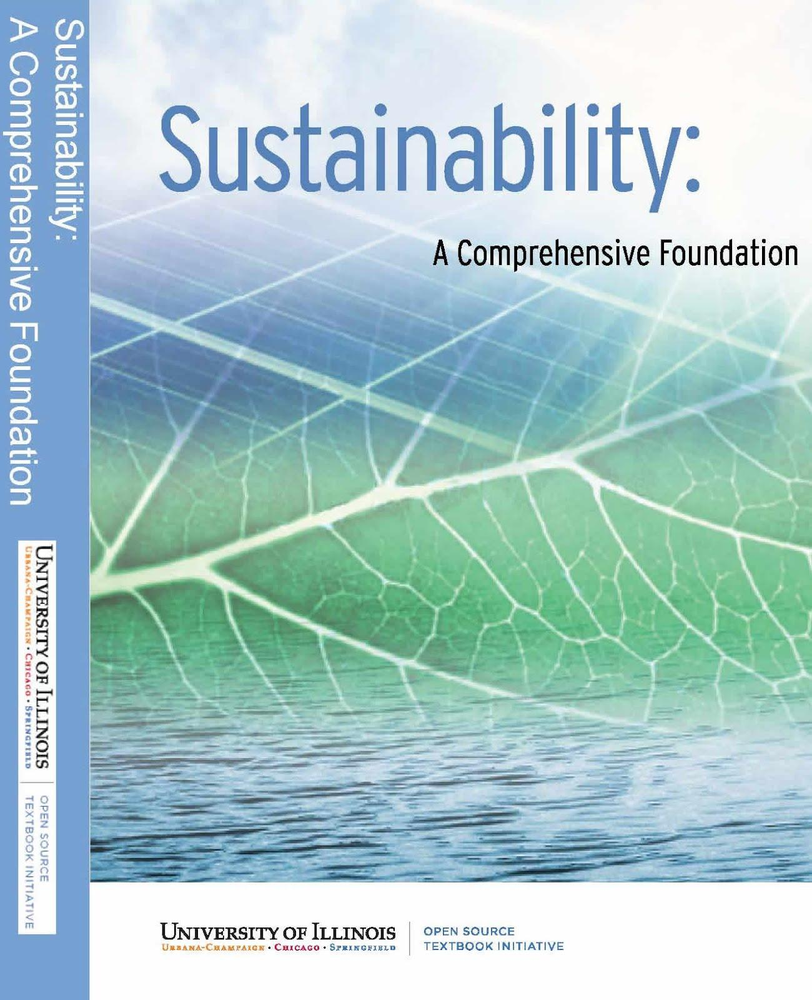 Sustainability:
A Comprehensive Foundation
UNIVERSITY OF ILLINOIS
URBANA-CHAMPAIGN • CHICAGO • SPRINGFIELD
OPEN SOURCE
TEXTBOOK INITIATIVE
Sustainability:
A Comprehensive Foundation
UNIVERSITY OF ILLINOIS
URBANA-CHAMPAIGN • CHICAGO • SPRINGFIELD
OPEN SOURCE
TEXTBOOK INITIATIVE